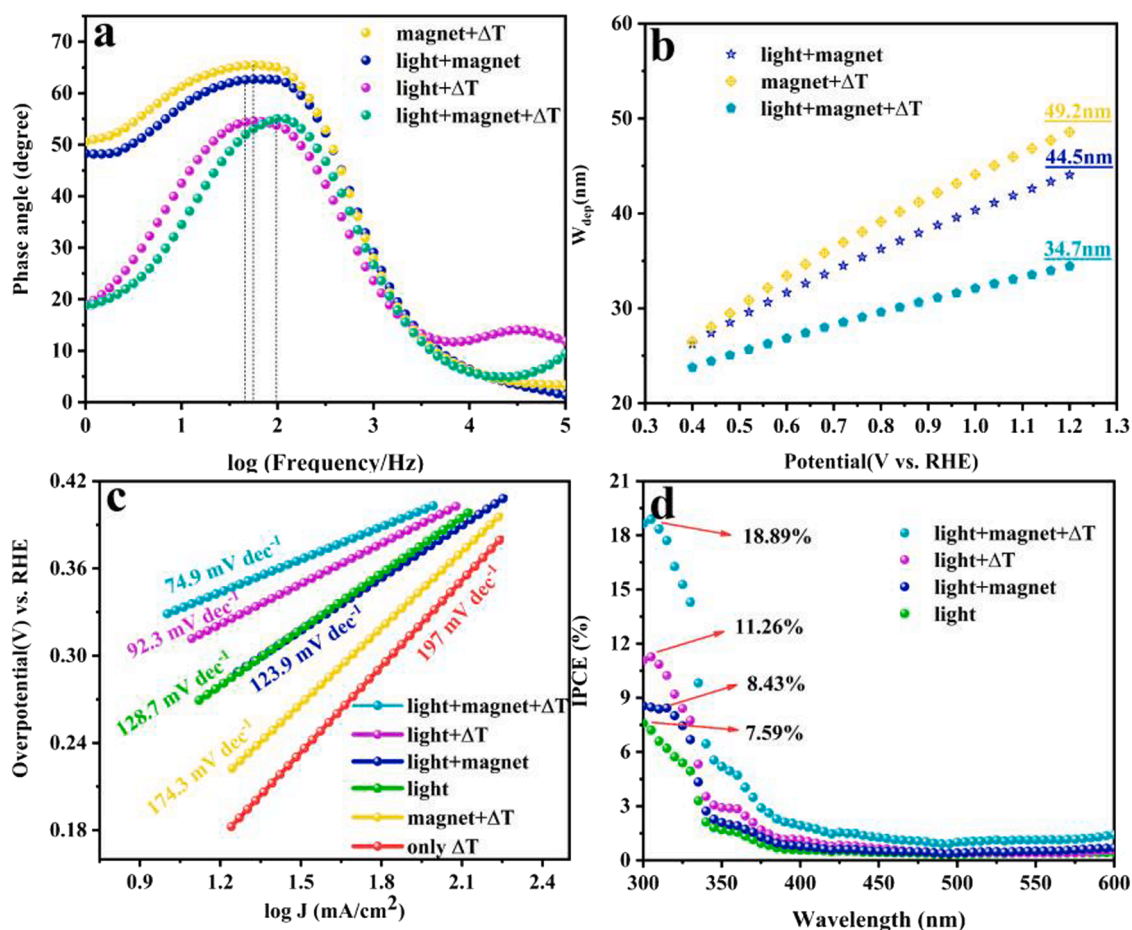 a
magnet+ΔT
light+magnet
light+ΔT
light+magnet+ΔT
70
60
50
40
30
20
10
0
Phase angle (degree)
0 1 2 3 4 5
log (Frequency/Hz)
b
light+magnet
magnet+ΔT
light+magnet+ΔT
49.2nm
44.5nm
34.7nm
60
50
40
30
20
W_dep(nm)
0.3 0.4 0.5 0.6 0.7 0.8 0.9 1.0 1.1 1.2 1.3
Potential(V vs. RHE)
c
74.9 mV dec⁻¹
92.3 mV dec⁻¹
128.7 mV dec⁻¹
123.9 mV dec⁻¹
174.3 mV dec⁻¹
197 mV dec⁻¹
light+magnet+ΔT
light+ΔT
light+magnet
light
magnet+ΔT
only ΔT
0.42
0.36
0.30
0.24
0.18
Overpotential(V) vs. RHE
0.9 1.2 1.5 1.8 2.1 2.4
log J (mA/cm²)
d
light+magnet+ΔT
light+ΔT
light+magnet
light
18.89%
11.26%
8.43%
7.59%
21
18
15
12
9
6
3
0
IPCE (%)
300 350 400 450 500 550 600
Wavelength (nm)